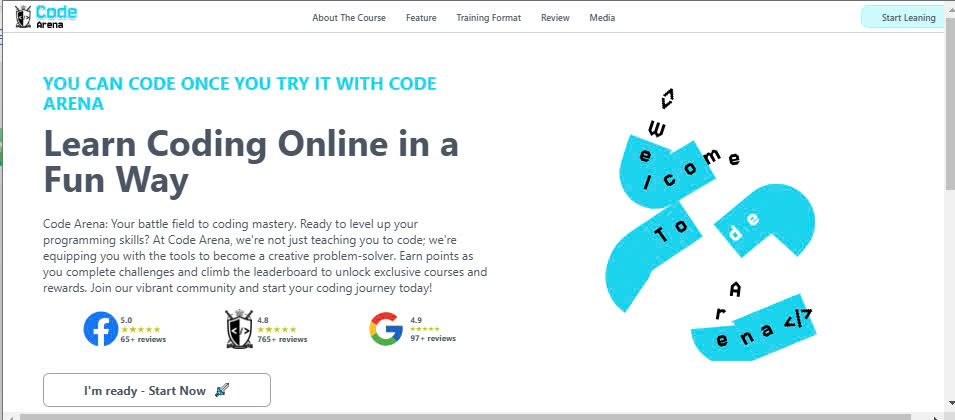 Code
Arena
About The Course
Feature
Training Format
Review
Media
Start Leaning
YOU CAN CODE ONCE YOU TRY IT WITH CODE
ARENA
Learn Coding Online in a
Fun Way
Code Arena: Your battle field to coding mastery. Ready to level up your
programming skills? At Code Arena, we're not just teaching you to code; we're
equipping you with the tools to become a creative problem-solver. Earn points as
you complete challenges and climb the leaderboard to unlock exclusive courses and
rewards. Join our vibrant community and start your coding journey today!
5.0
65+ reviews
4.8
765+ reviews
4.9
97+ reviews
I'm ready - Start Now
<>
Welcome
To
de
Arena </>